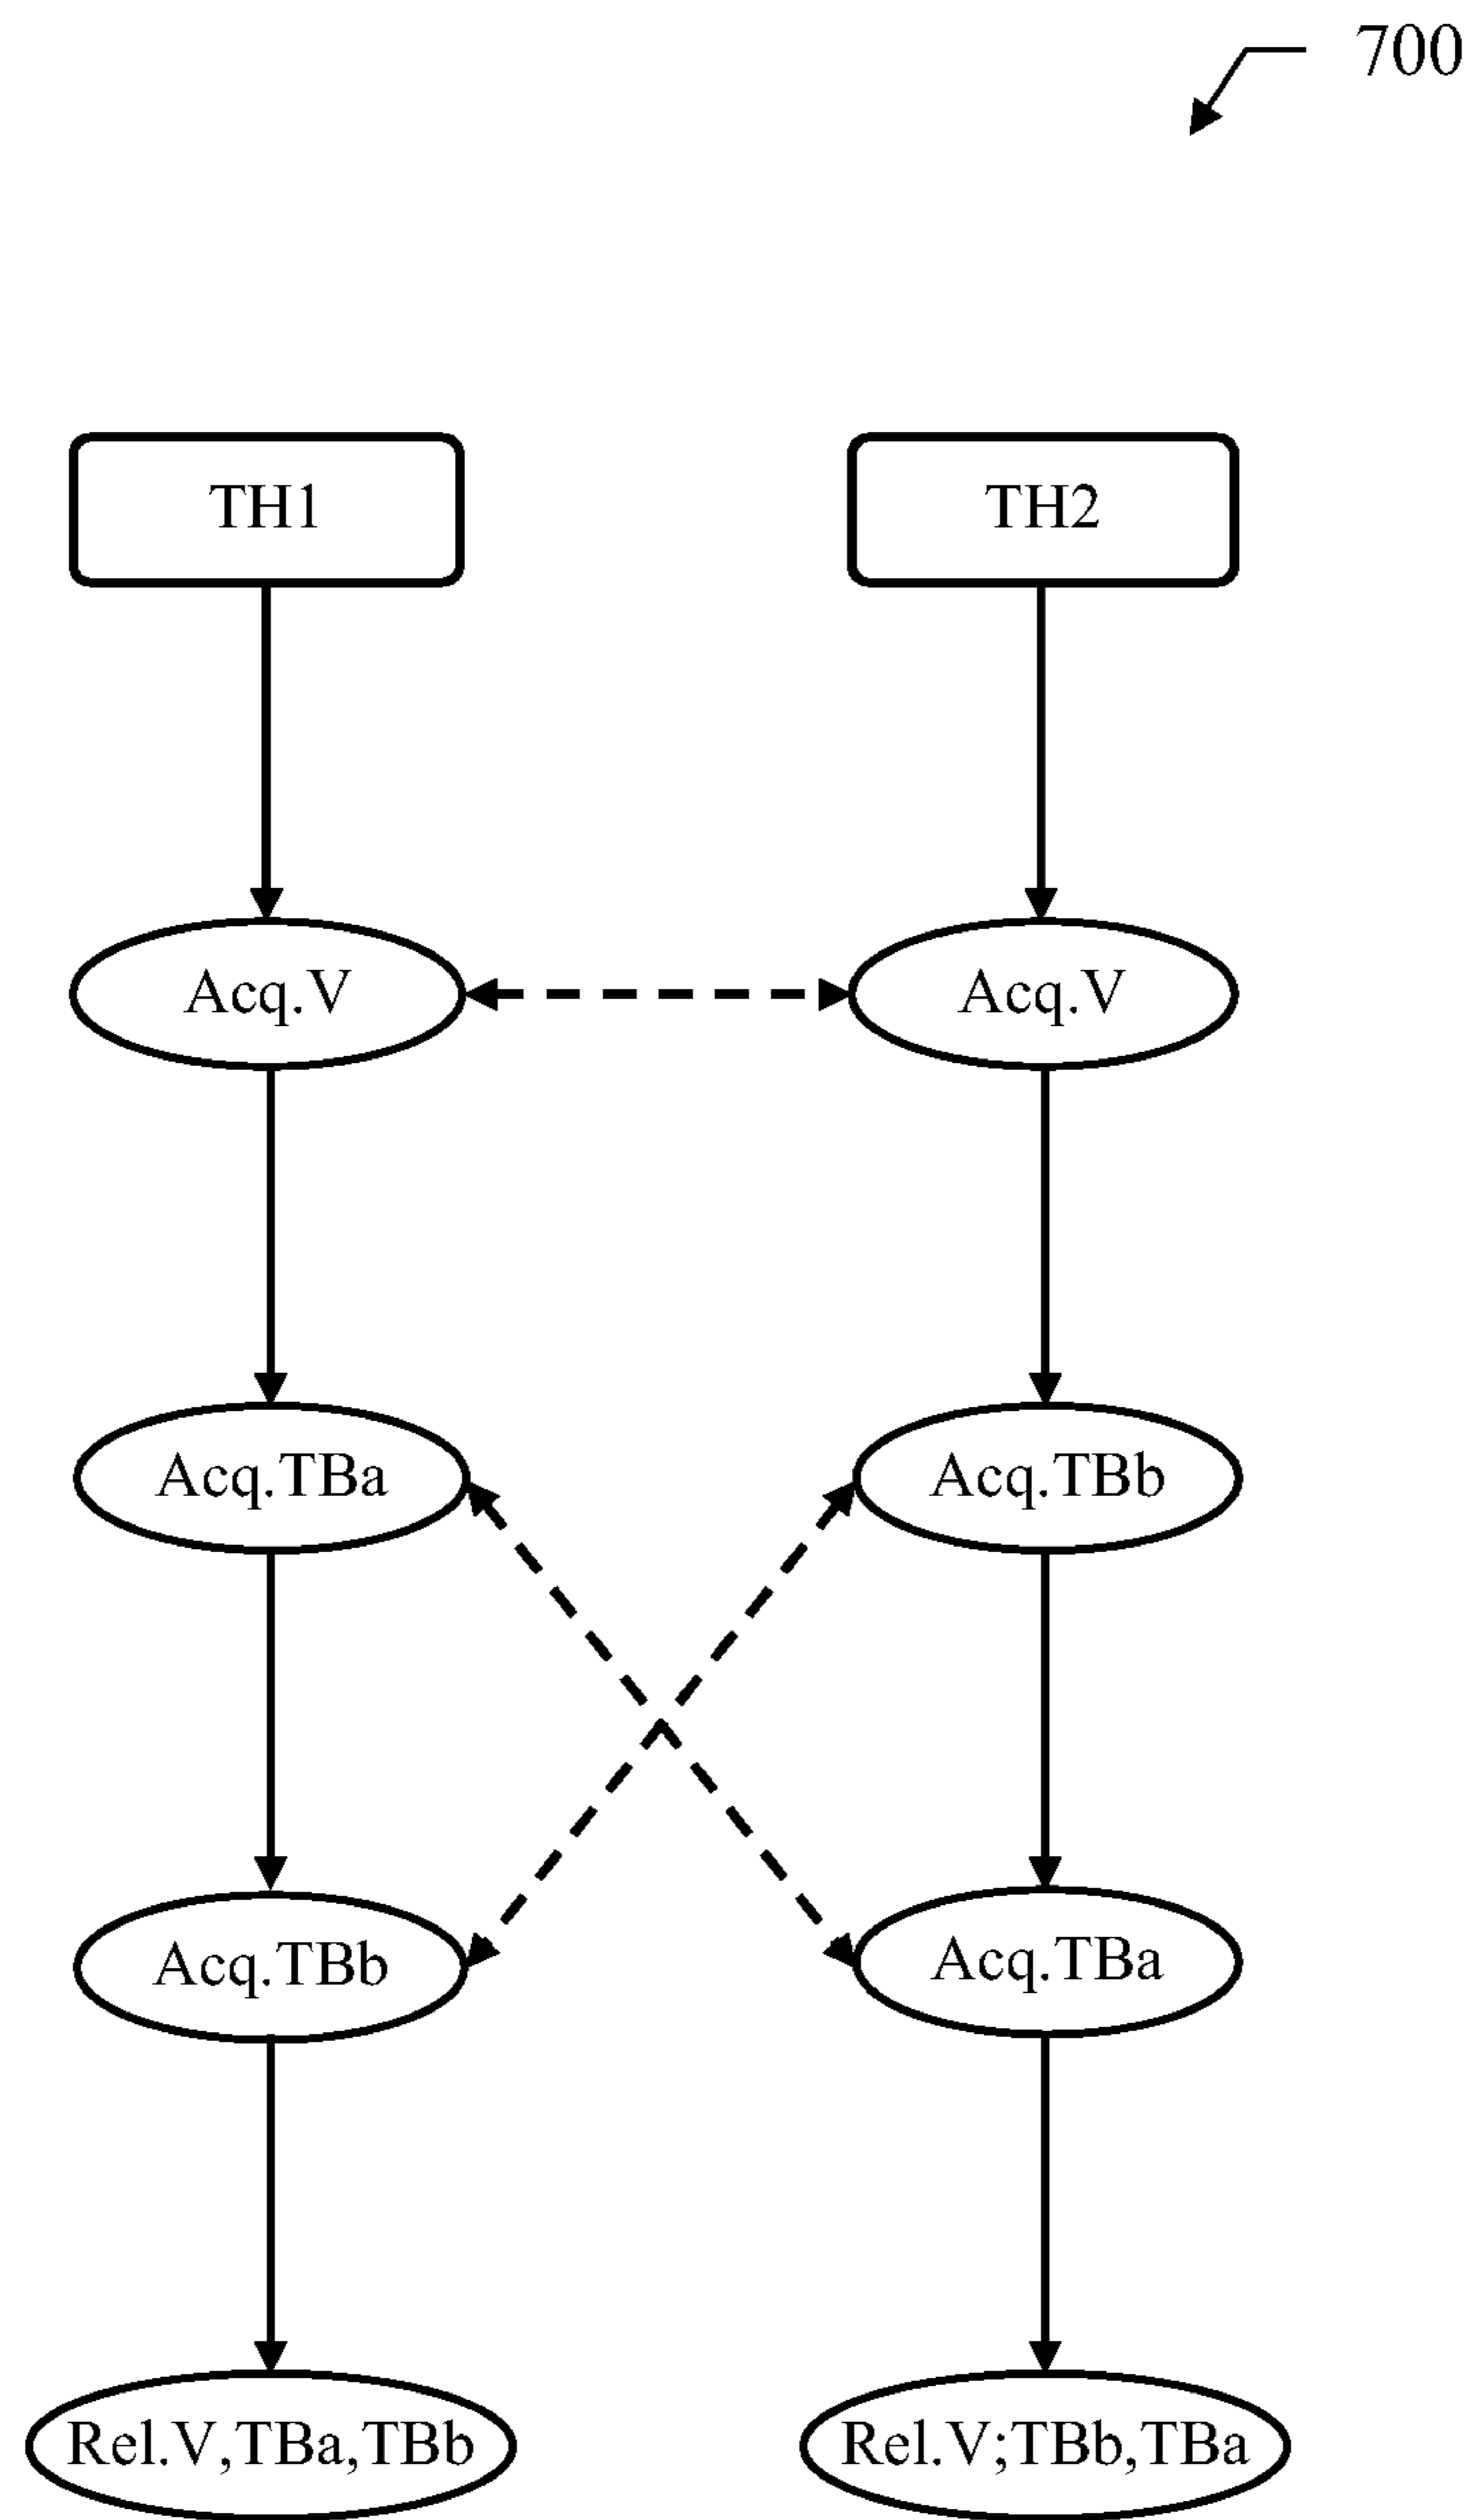 700
TH1
TH2
Acq.V
Acq.V
Acq.TBa
Acq.TBb
Acq.TBb
Acq.TBa
Rel.V,TBa,TBb
Rel.V;TBb,TBa